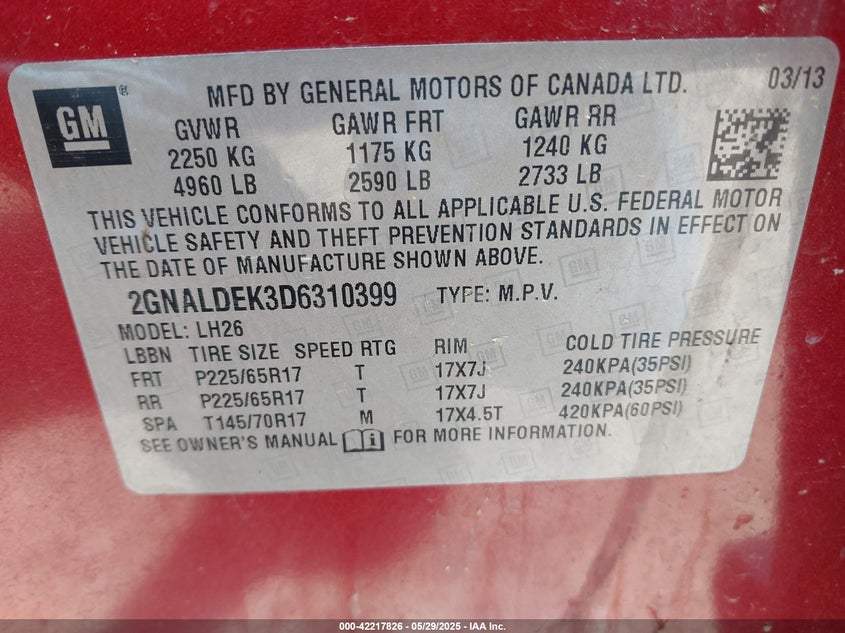 GM
®
MFD BY GENERAL MOTORS OF CANADA LTD. 03/13
GVWR GAWR FRT GAWR RR
2250 KG 1175 KG 1240 KG
4960 LB 2590 LB 2733 LB
THIS VEHICLE CONFORMS TO ALL APPLICABLE U.S. FEDERAL MOTOR
VEHICLE SAFETY AND THEFT PREVENTION STANDARDS IN EFFECT ON
THE DATE OF MANUFACTURE SHOWN ABOVE.
2GNALDEK3D6310399 TYPE: M.P.V.
MODEL: LH26
LBBN TIRE SIZE SPEED RTG RIM COLD TIRE PRESSURE
FRT P225/65R17 T 17X7J 240KPA(35PSI)
RR P225/65R17 T 17X7J 240KPA(35PSI)
SPA T145/70R17 M 17X4.5T 420KPA(60PSI)
SEE OWNER'S MANUAL i FOR MORE INFORMATION.
000-42217826 - 05/29/2025 - IAA Inc.